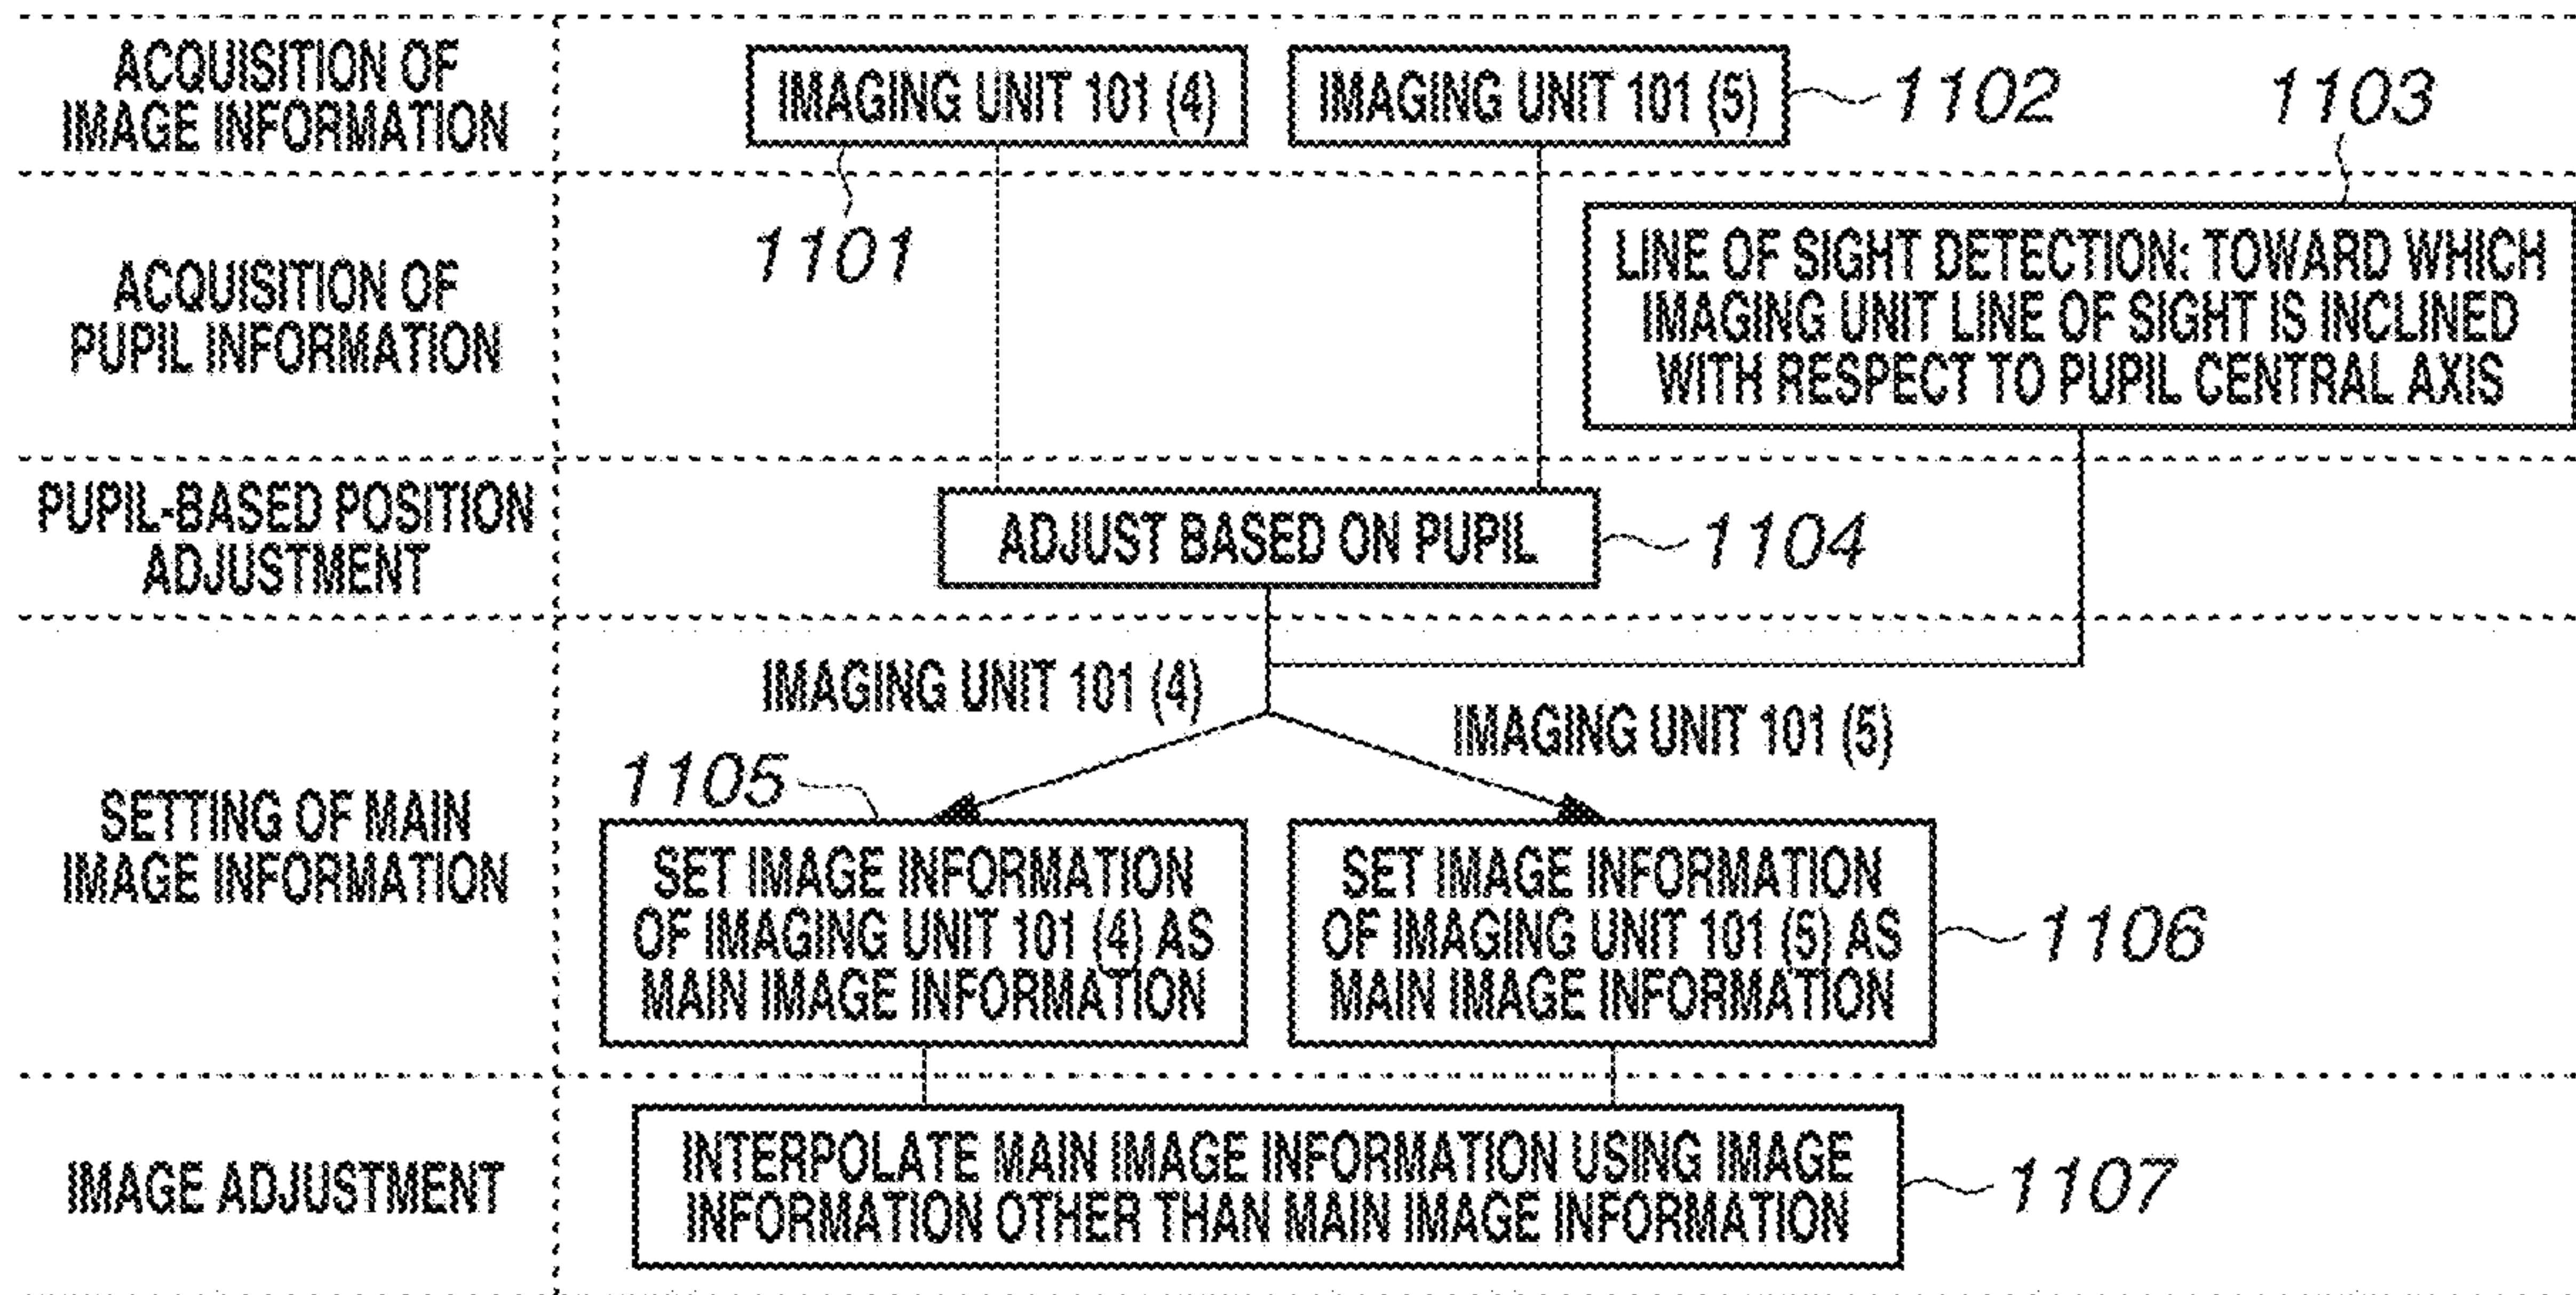 ACQUISITION OF
IMAGE INFORMATION
IMAGING UNIT 101 (4)
IMAGING UNIT 101 (5)
1102
1103
1101
ACQUISITION OF
PUPIL INFORMATION
LINE OF SIGHT DETECTION: TOWARD WHICH
IMAGING UNIT LINE OF SIGHT IS INCLINED
WITH RESPECT TO PUPIL CENTRAL AXIS
PUPIL-BASED POSITION
ADJUSTMENT
ADJUST BASED ON PUPIL
1104
SETTING OF MAIN
IMAGE INFORMATION
IMAGING UNIT 101 (4)
IMAGING UNIT 101 (5)
1105
SET IMAGE INFORMATION
OF IMAGING UNIT 101 (4) AS
MAIN IMAGE INFORMATION
SET IMAGE INFORMATION
OF IMAGING UNIT 101 (5) AS
MAIN IMAGE INFORMATION
1106
IMAGE ADJUSTMENT
INTERPOLATE MAIN IMAGE INFORMATION USING IMAGE
INFORMATION OTHER THAN MAIN IMAGE INFORMATION
1107